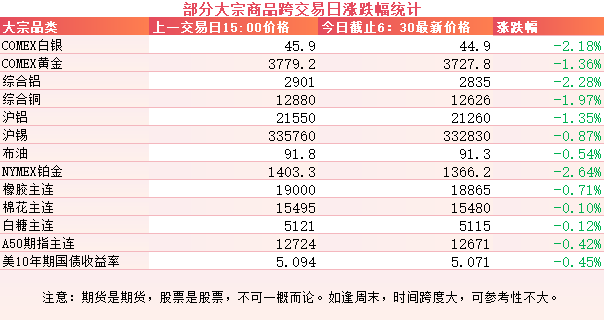 部分大宗商品跨交易日涨跌幅统计
大宗品类 上一交易日15:00价格 今日截止6：30最新价格 涨跌幅
COMEX白银 45.9 44.9 -2.18%
COMEX黄金 3779.2 3727.8 -1.36%
综合铝 2901 2835 -2.28%
综合铜 12880 12626 -1.97%
沪铝 21550 21260 -1.35%
沪锡 335760 332830 -0.87%
布油 91.8 91.3 -0.54%
NYMEX铂金 1403.3 1366.2 -2.64%
橡胶主连 19000 18865 -0.71%
棉花主连 15495 15480 -0.10%
白糖主连 5121 5115 -0.12%
A50期指主连 12724 12671 -0.42%
美10年期国债收益率 5.094 5.071 -0.45%
注意：期货是期货，股票是股票，不可一概而论。如逢周末，时间跨度大，可参考性不大。